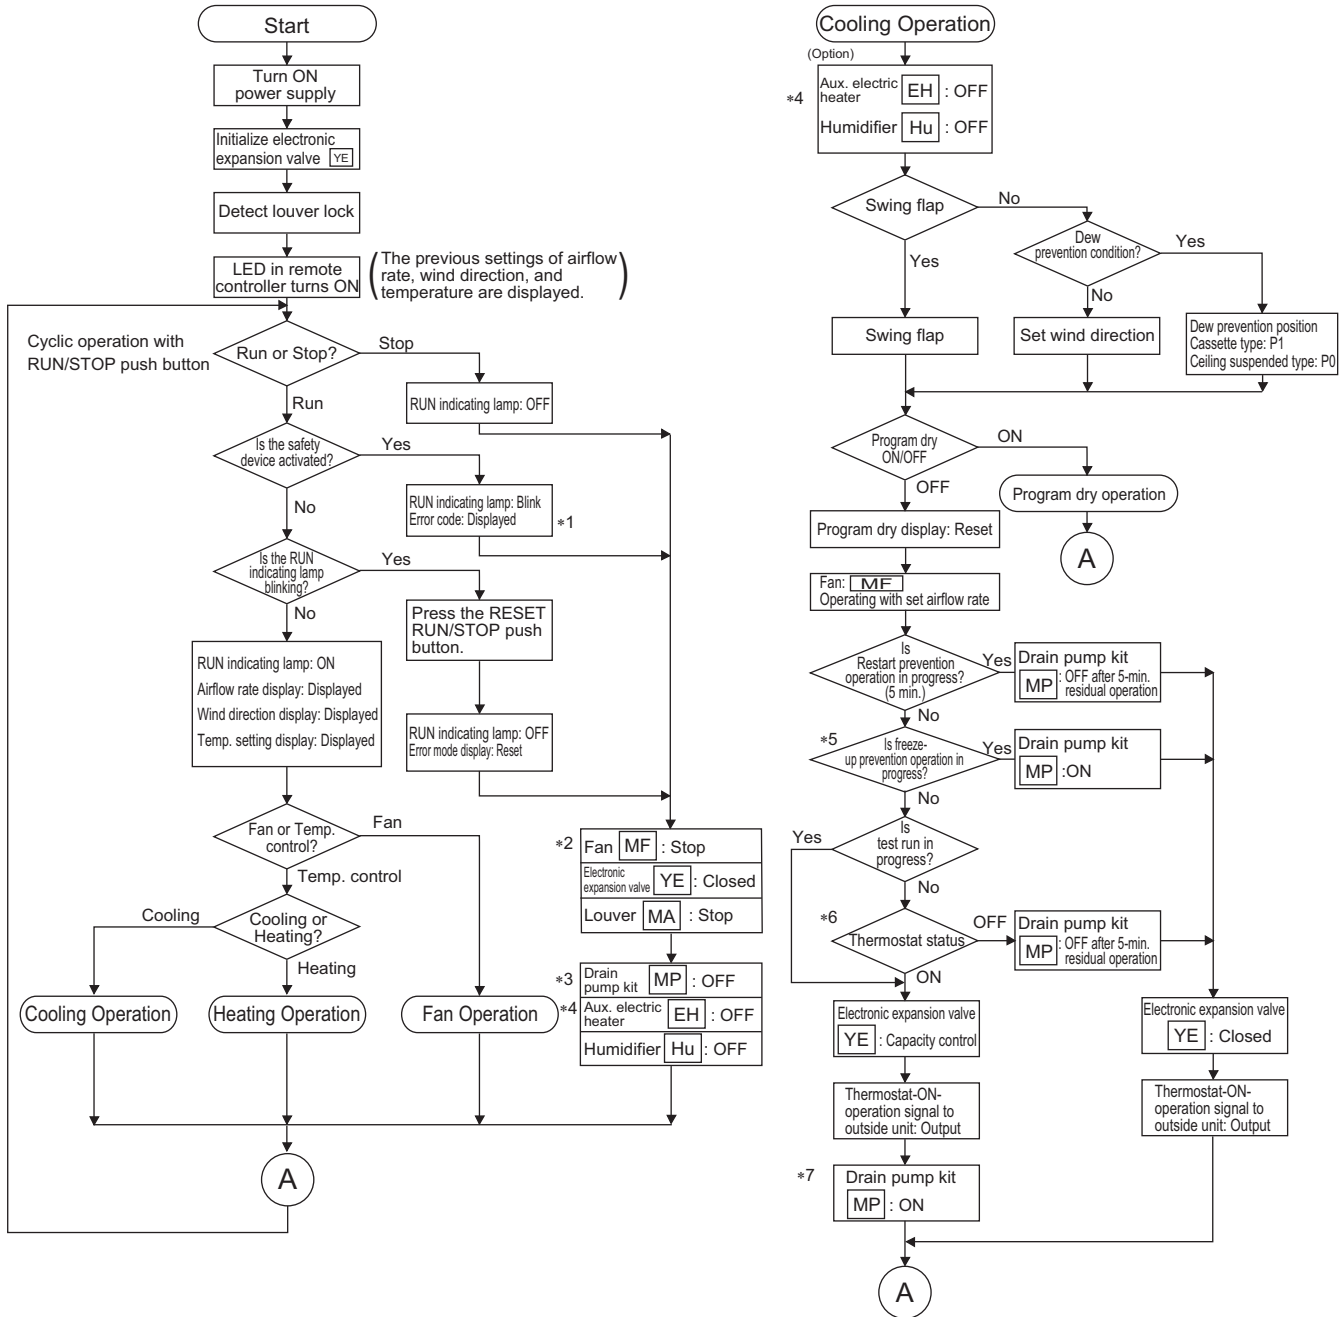 Start
Turn ON
power supply
Initialize electronic
expansion valve YE
Detect louver lock
LED in remote
controller turns ON
(The previous settings of airflow
rate, wind direction, and
temperature are displayed.)
Cyclic operation with
RUN/STOP push button
Run or Stop?
Stop
RUN indicating lamp: OFF
Run
Is the safety
device activated?
Yes
RUN indicating lamp: Blink
Error code: Displayed
*1
No
Is the RUN
indicating lamp
blinking?
Yes
Press the RESET
RUN/STOP push
button.
No
RUN indicating lamp: ON
Airflow rate display: Displayed
Wind direction display: Displayed
Temp. setting display: Displayed
RUN indicating lamp: OFF
Error mode display: Reset
Fan or Temp.
control?
Fan
Temp. control
Cooling or
Heating?
Cooling
Heating
Cooling Operation
Heating Operation
Fan Operation
*2
Fan MF : Stop
Electronic
expansion valve YE : Closed
Louver MA : Stop
*3
Drain
pump kit MP : OFF
*4
Aux. electric
heater EH : OFF
Humidifier Hu : OFF
A
Cooling Operation
(Option)
*4
Aux. electric
heater EH : OFF
Humidifier Hu : OFF
Swing flap
No
Yes
Dew
prevention condition?
Yes
No
Swing flap
Set wind direction
Dew prevention position
Cassette type: P1
Ceiling suspended type: P0
Program dry
ON/OFF
ON
OFF
Program dry operation
A
Program dry display: Reset
Fan: MF
Operating with set airflow rate
Is
Restart prevention
operation in progress?
(5 min.)
Yes
Drain pump kit
MP : OFF after 5-min.
residual operation
No
*5
Is freeze-
up prevention operation in
progress?
Yes
Drain pump kit
MP :ON
No
Is
test run in
progress?
Yes
No
*6
Thermostat status
OFF
Drain pump kit
MP : OFF after 5-min.
residual operation
ON
Electronic expansion valve
YE : Capacity control
Electronic expansion valve
YE : Closed
Thermostat-ON-
operation signal to
outside unit: Output
Thermostat-ON-
operation signal to
outside unit: Output
*7
Drain pump kit
MP : ON
A